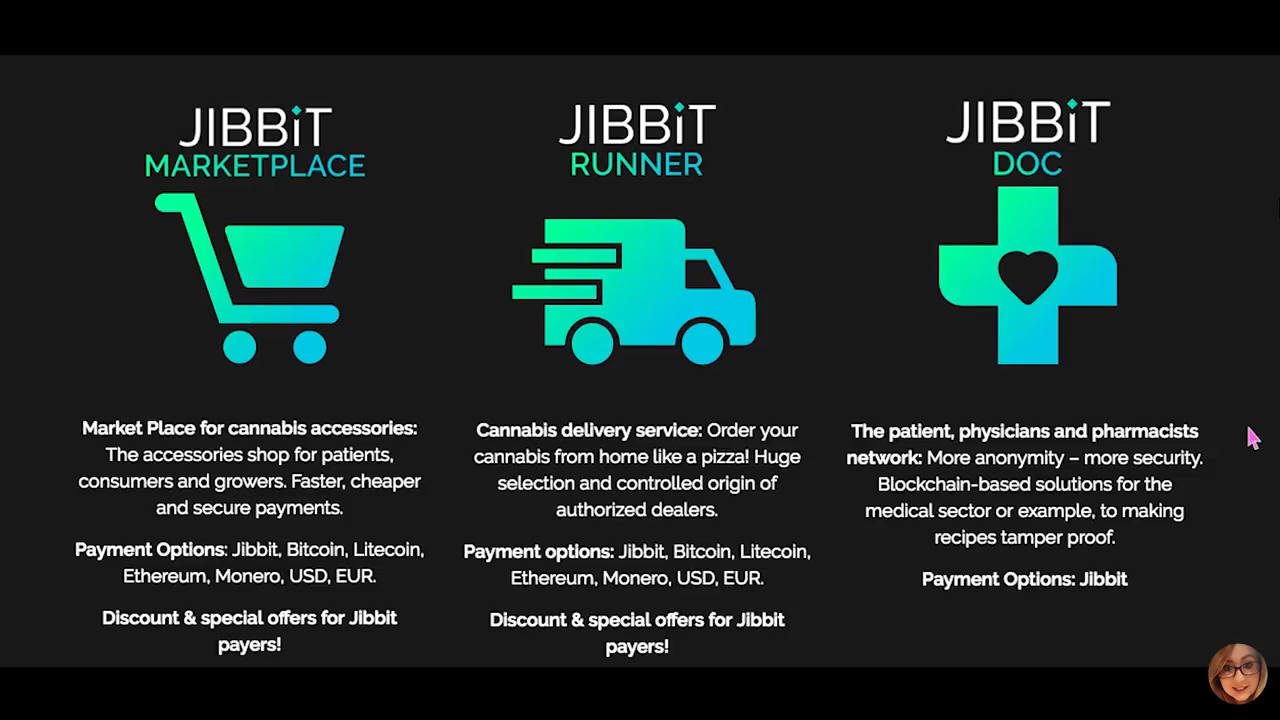 JIBBiT
MARKETPLACE
Market Place for cannabis accessories:
The accessories shop for patients,
consumers and growers. Faster, cheaper
and secure payments.
Payment Options: Jibbit, Bitcoin, Litecoin,
Ethereum, Monero, USD, EUR.
Discount & special offers for Jibbit
payers!
JIBBiT
RUNNER
Cannabis delivery service: Order your
cannabis from home like a pizza! Huge
selection and controlled origin of
authorized dealers.
Payment options: Jibbit, Bitcoin, Litecoin,
Ethereum, Monero, USD, EUR.
Discount & special offers for Jibbit
payers!
JIBBiT
DOC
The patient, physicians and pharmacists
network: More anonymity – more security.
Blockchain-based solutions for the
medical sector or example, to making
recipes tamper proof.
Payment Options: Jibbit